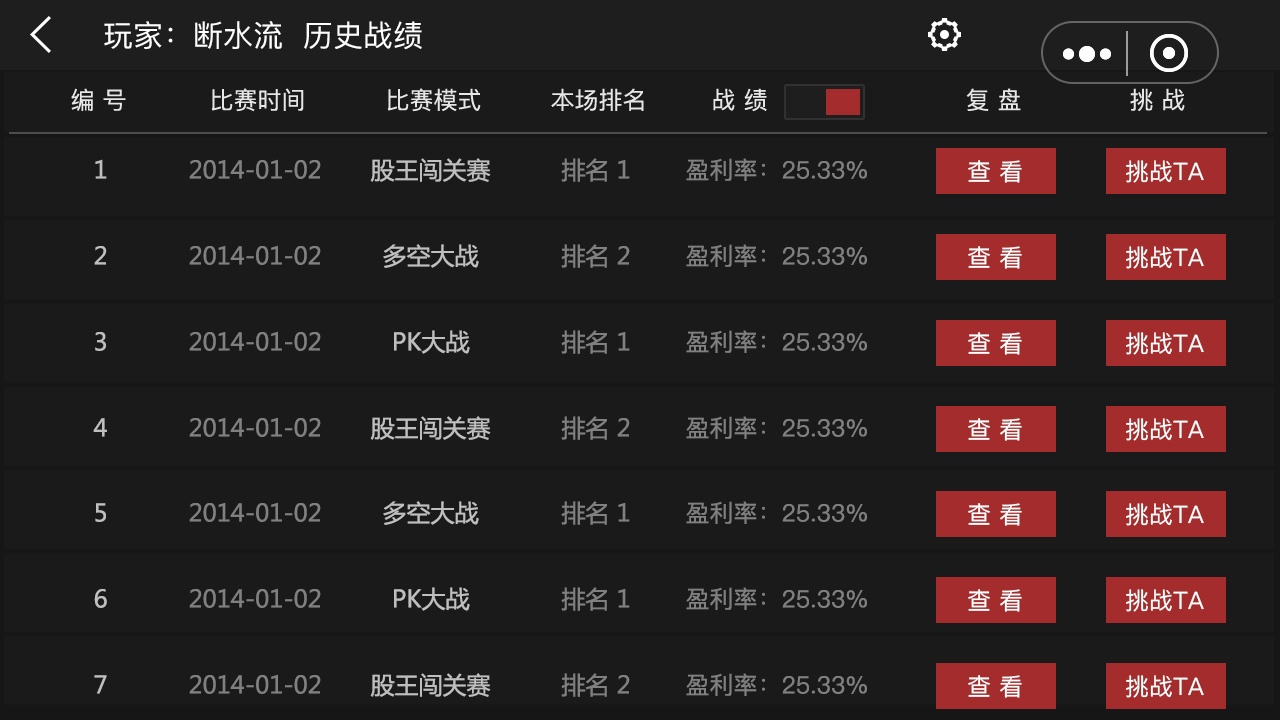 玩家：断水流 历史战绩
编 号 比赛时间 比赛模式 本场排名 战 绩 复 盘 挑 战
1 2014-01-02 股王闯关赛 排名 1 盈利率：25.33% 查 看 挑战TA
2 2014-01-02 多空大战 排名 2 盈利率：25.33% 查 看 挑战TA
3 2014-01-02 PK大战 排名 1 盈利率：25.33% 查 看 挑战TA
4 2014-01-02 股王闯关赛 排名 2 盈利率：25.33% 查 看 挑战TA
5 2014-01-02 多空大战 排名 1 盈利率：25.33% 查 看 挑战TA
6 2014-01-02 PK大战 排名 1 盈利率：25.33% 查 看 挑战TA
7 2014-01-02 股王闯关赛 排名 2 盈利率：25.33% 查 看 挑战TA